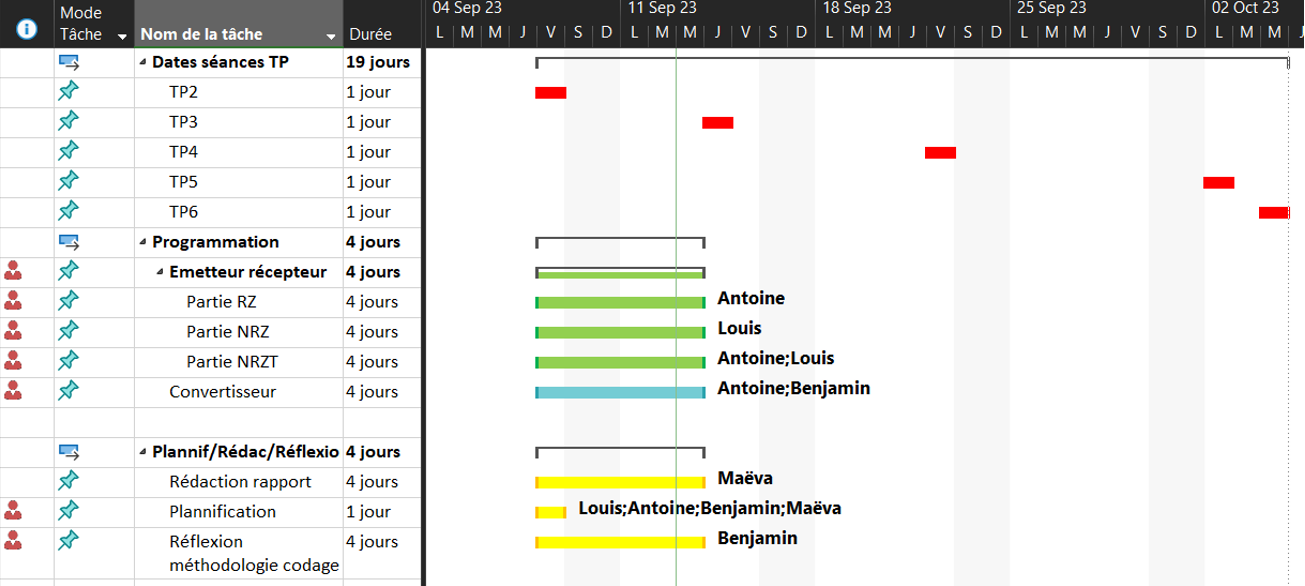 04 Sep 23 11 Sep 23 18 Sep 23 25 Sep 23 02 Oct 23
Mode
Tâche Nom de la tâche Durée L M M J V S D L M M J V S D L M M J V S D L M M J V S D L M M J
Dates séances TP 19 jours
TP2 1 jour
TP3 1 jour
TP4 1 jour
TP5 1 jour
TP6 1 jour
Programmation 4 jours
Emetteur récepteur 4 jours
Partie RZ 4 jours Antoine
Partie NRZ 4 jours Louis
Partie NRZT 4 jours Antoine;Louis
Convertisseur 4 jours Antoine;Benjamin
Plannif/Rédac/Réflexio 4 jours
Rédaction rapport 4 jours Maëva
Plannification 1 jour Louis;Antoine;Benjamin;Maëva
Réflexion 4 jours Benjamin
méthodologie codage